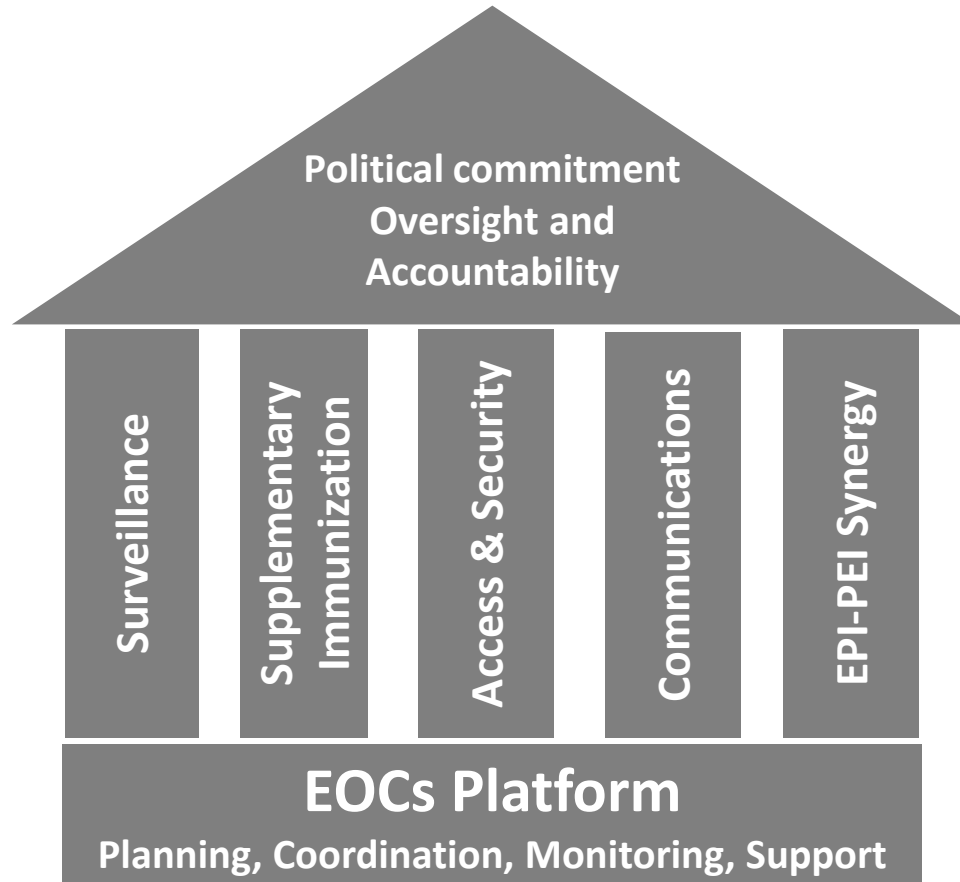 Political commitment
Oversight and
Accountability
Surveillance
Supplementary
Immunization
Access & Security
Communications
EPI-PEI Synergy
EOCs Platform
Planning, Coordination, Monitoring, Support